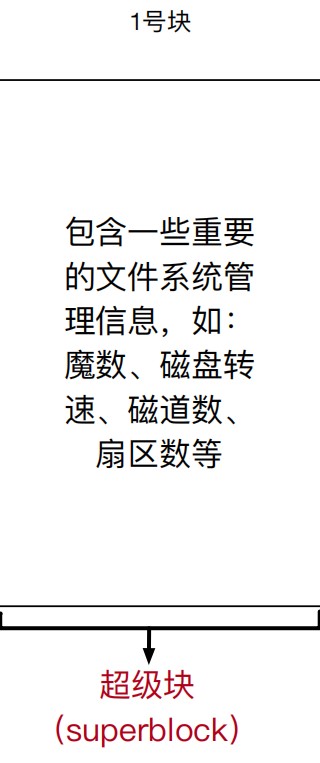 1号块
包含一些重要
的文件系统管
理信息，如：
魔数、磁盘转
速、磁道数、
扇区数等
超级块
（superblock）